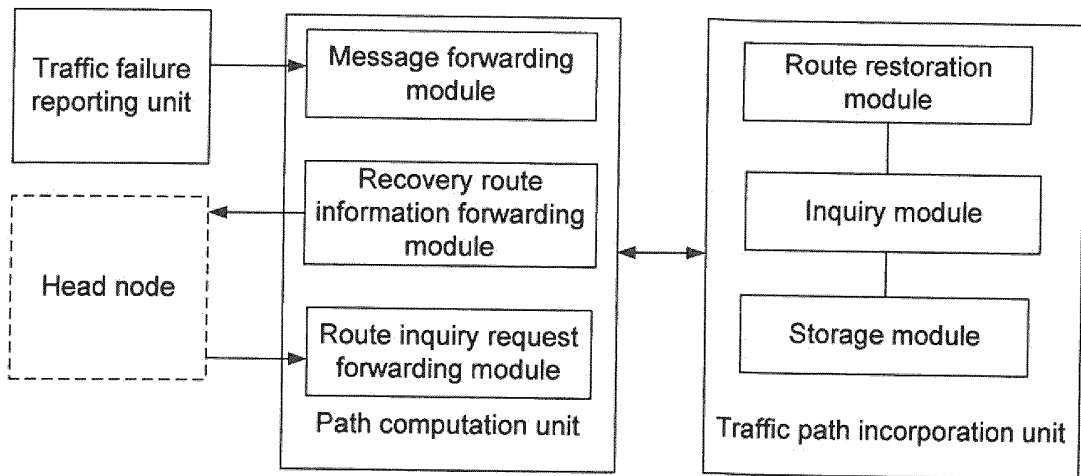 Traffic failure
reporting unit
Message forwarding
module
Route restoration
module
Recovery route
information forwarding
module
Inquiry module
Head node
Storage module
Route inquiry request
forwarding module
Path computation unit
Traffic path incorporation unit